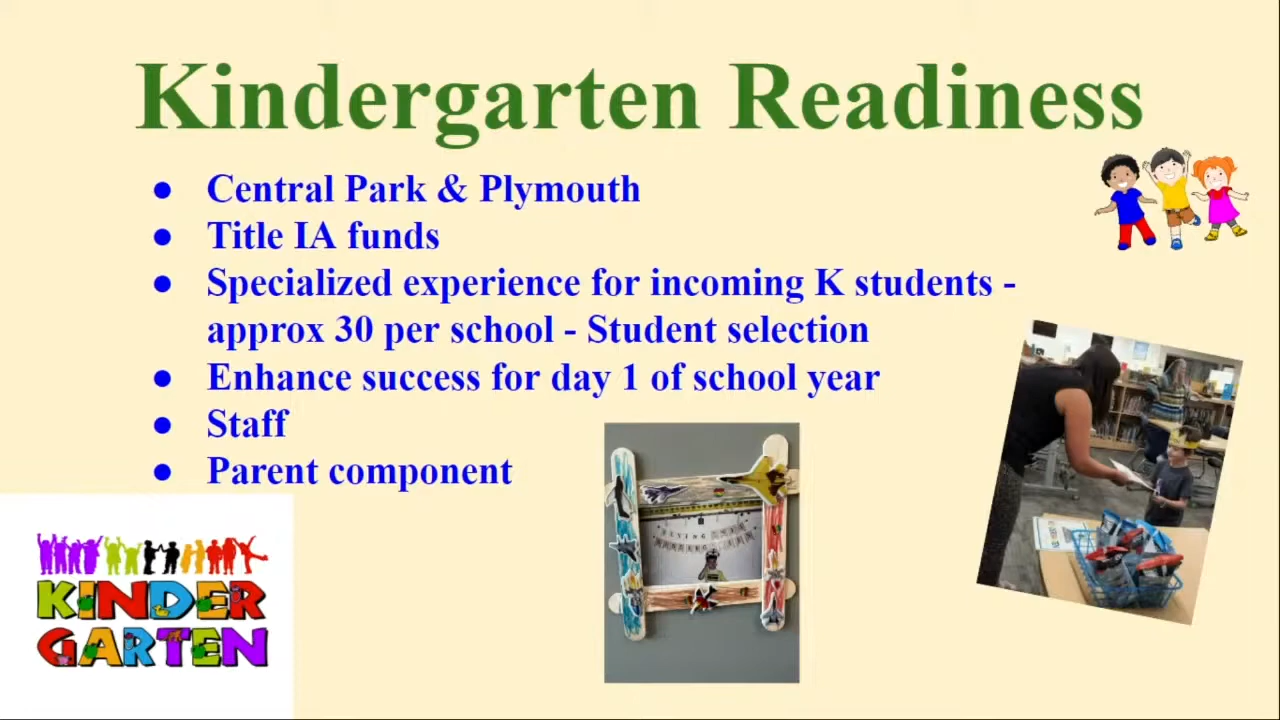 Kindergarten Readiness
● Central Park & Plymouth
● Title IA funds
● Specialized experience for incoming K students -
approx 30 per school - Student selection
● Enhance success for day 1 of school year
● Staff
● Parent component
KINDER
GARTEN